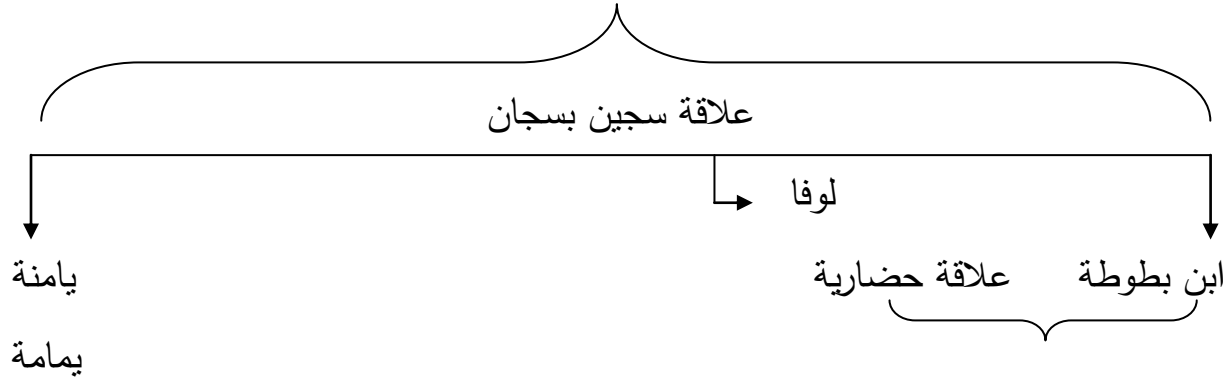 علاقة سجين بسجان
لوفا
ابن بطوطة علاقة حضارية يامنة
يمامة